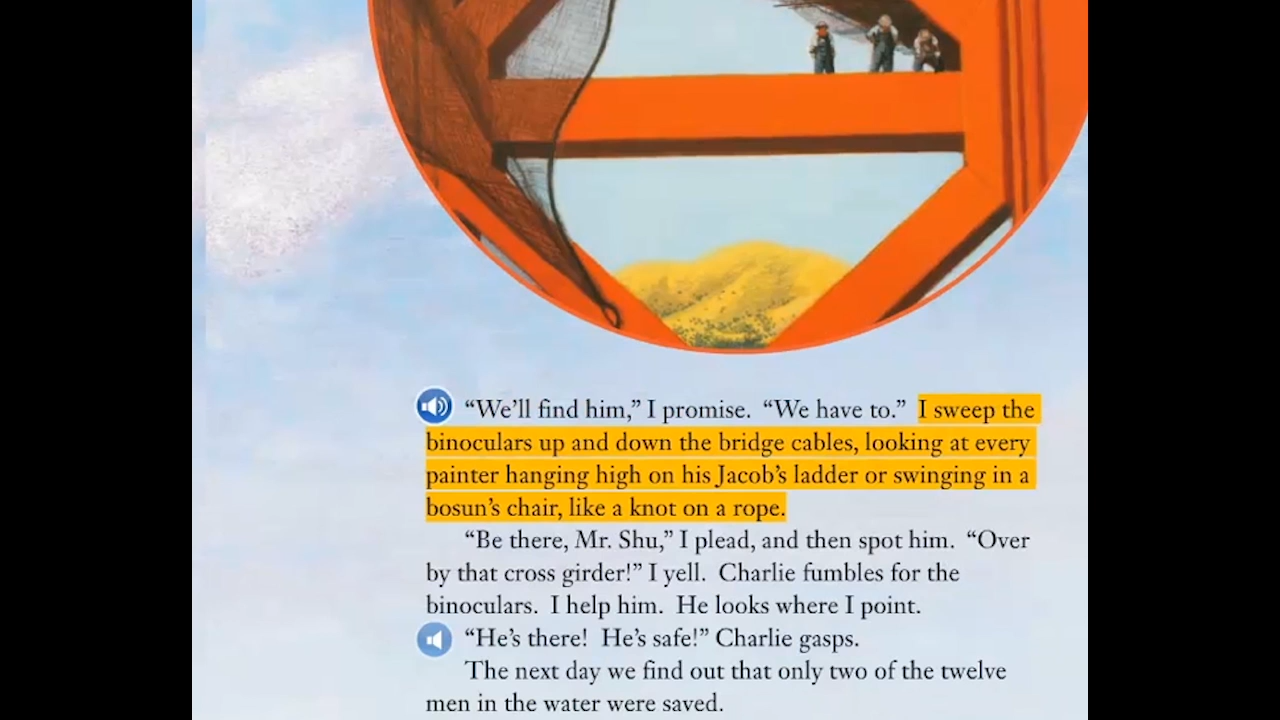 “We’ll find him,” I promise.  “We have to.”  I sweep the
binoculars up and down the bridge cables, looking at every
painter hanging high on his Jacob’s ladder or swinging in a
bosun’s chair, like a knot on a rope.
“Be there, Mr. Shu,” I plead, and then spot him.  “Over
by that cross girder!” I yell.  Charlie fumbles for the
binoculars.  I help him.  He looks where I point.
“He’s there!  He’s safe!” Charlie gasps.
The next day we find out that only two of the twelve
men in the water were saved.